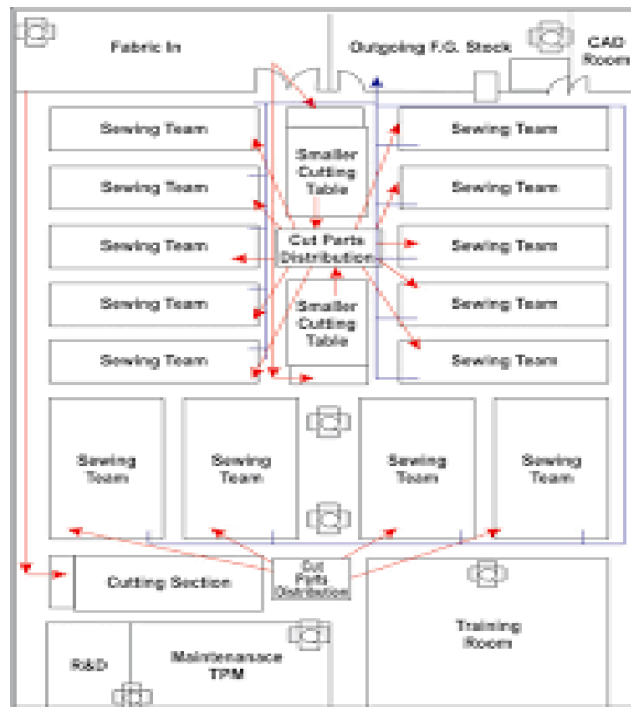 Fabric In
Outgoing F.G. Stock
CAD
Room
Sewing Team
Sewing Team
Smaller
Cutting
Table
Sewing Team
Sewing Team
Sewing Team
Cut Parts
Distribution
Sewing Team
Sewing Team
Smaller
Cutting
Table
Sewing Team
Sewing Team
Sewing Team
Sewing
Team
Sewing
Team
Sewing
Team
Sewing
Team
Cutting Section
Cut
Parts
Distribution
Training
Room
R&D
Maintenanace
TPM